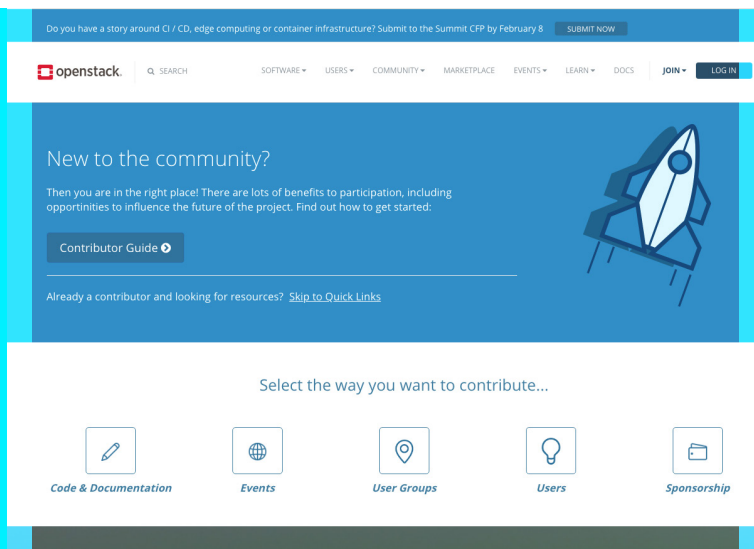 Do you have a story around CI / CD, edge computing or container infrastructure? Submit to the Summit CFP by February 8 SUBMIT NOW
openstack. SEARCH SOFTWARE USERS COMMUNITY MARKETPLACE EVENTS LEARN DOCS JOIN LOG IN
New to the community?
Then you are in the right place! There are lots of benefits to participation, including
opportinities to influence the future of the project. Find out how to get started:
Contributor Guide
Already a contributor and looking for resources? Skip to Quick Links
Select the way you want to contribute...
Code & Documentation Events User Groups Users Sponsorship